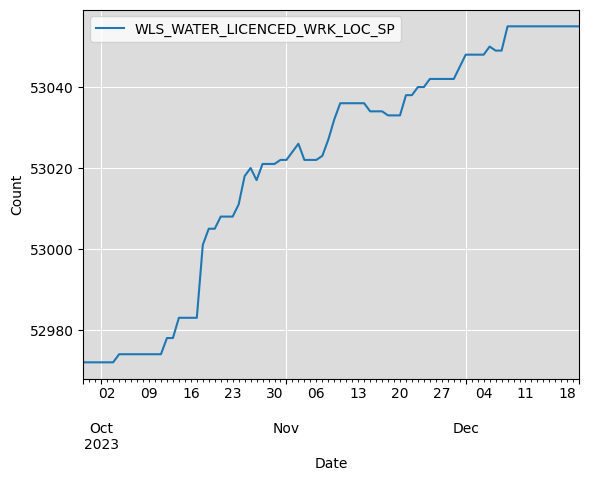 WLS_WATER_LICENCED_WRK_LOC_SP
Count
53040
53020
53000
52980
02 09 16 23 30 06 13 20 27 04 11 18
Oct Nov Dec
2023
Date